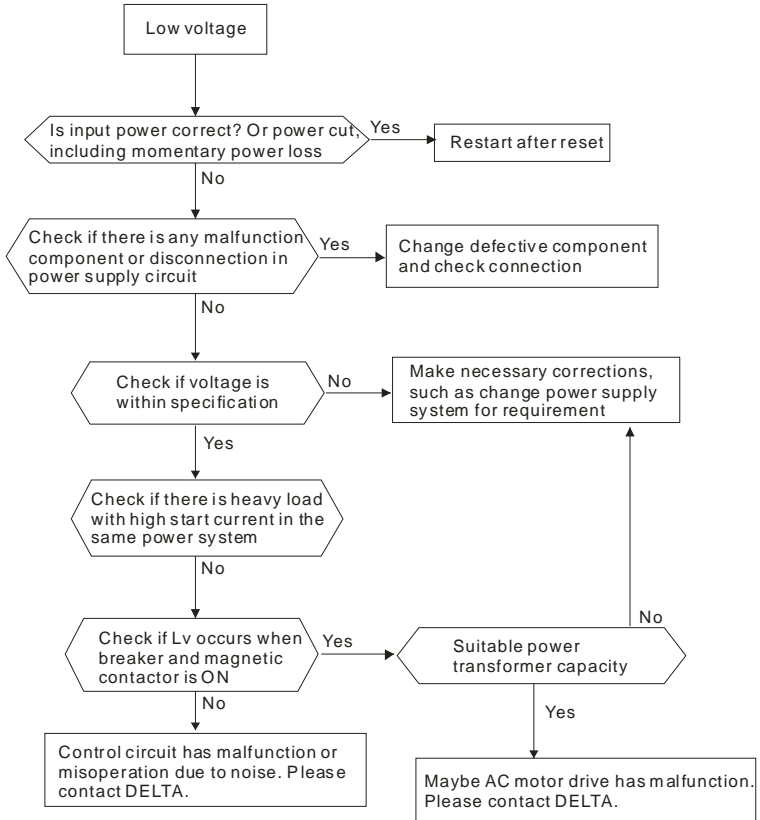 Low voltage
Is input power correct? Or power cut,
including momentary power loss
Yes
Restart after reset
No
Check if there is any malfunction
component or disconnection in
power supply circuit
Yes
Change defective component
and check connection
No
Check if voltage is
within specification
No
Make necessary corrections,
such as change power supply
system for requirement
Yes
Check if there is heavy load
with high start current in the
same power system
No
Check if Lv occurs when
breaker and magnetic
contactor is ON
Yes
Suitable power
transformer capacity
No
No
Yes
Control circuit has malfunction or
misoperation due to noise. Please
contact DELTA.
Maybe AC motor drive has malfunction.
Please contact DELTA.